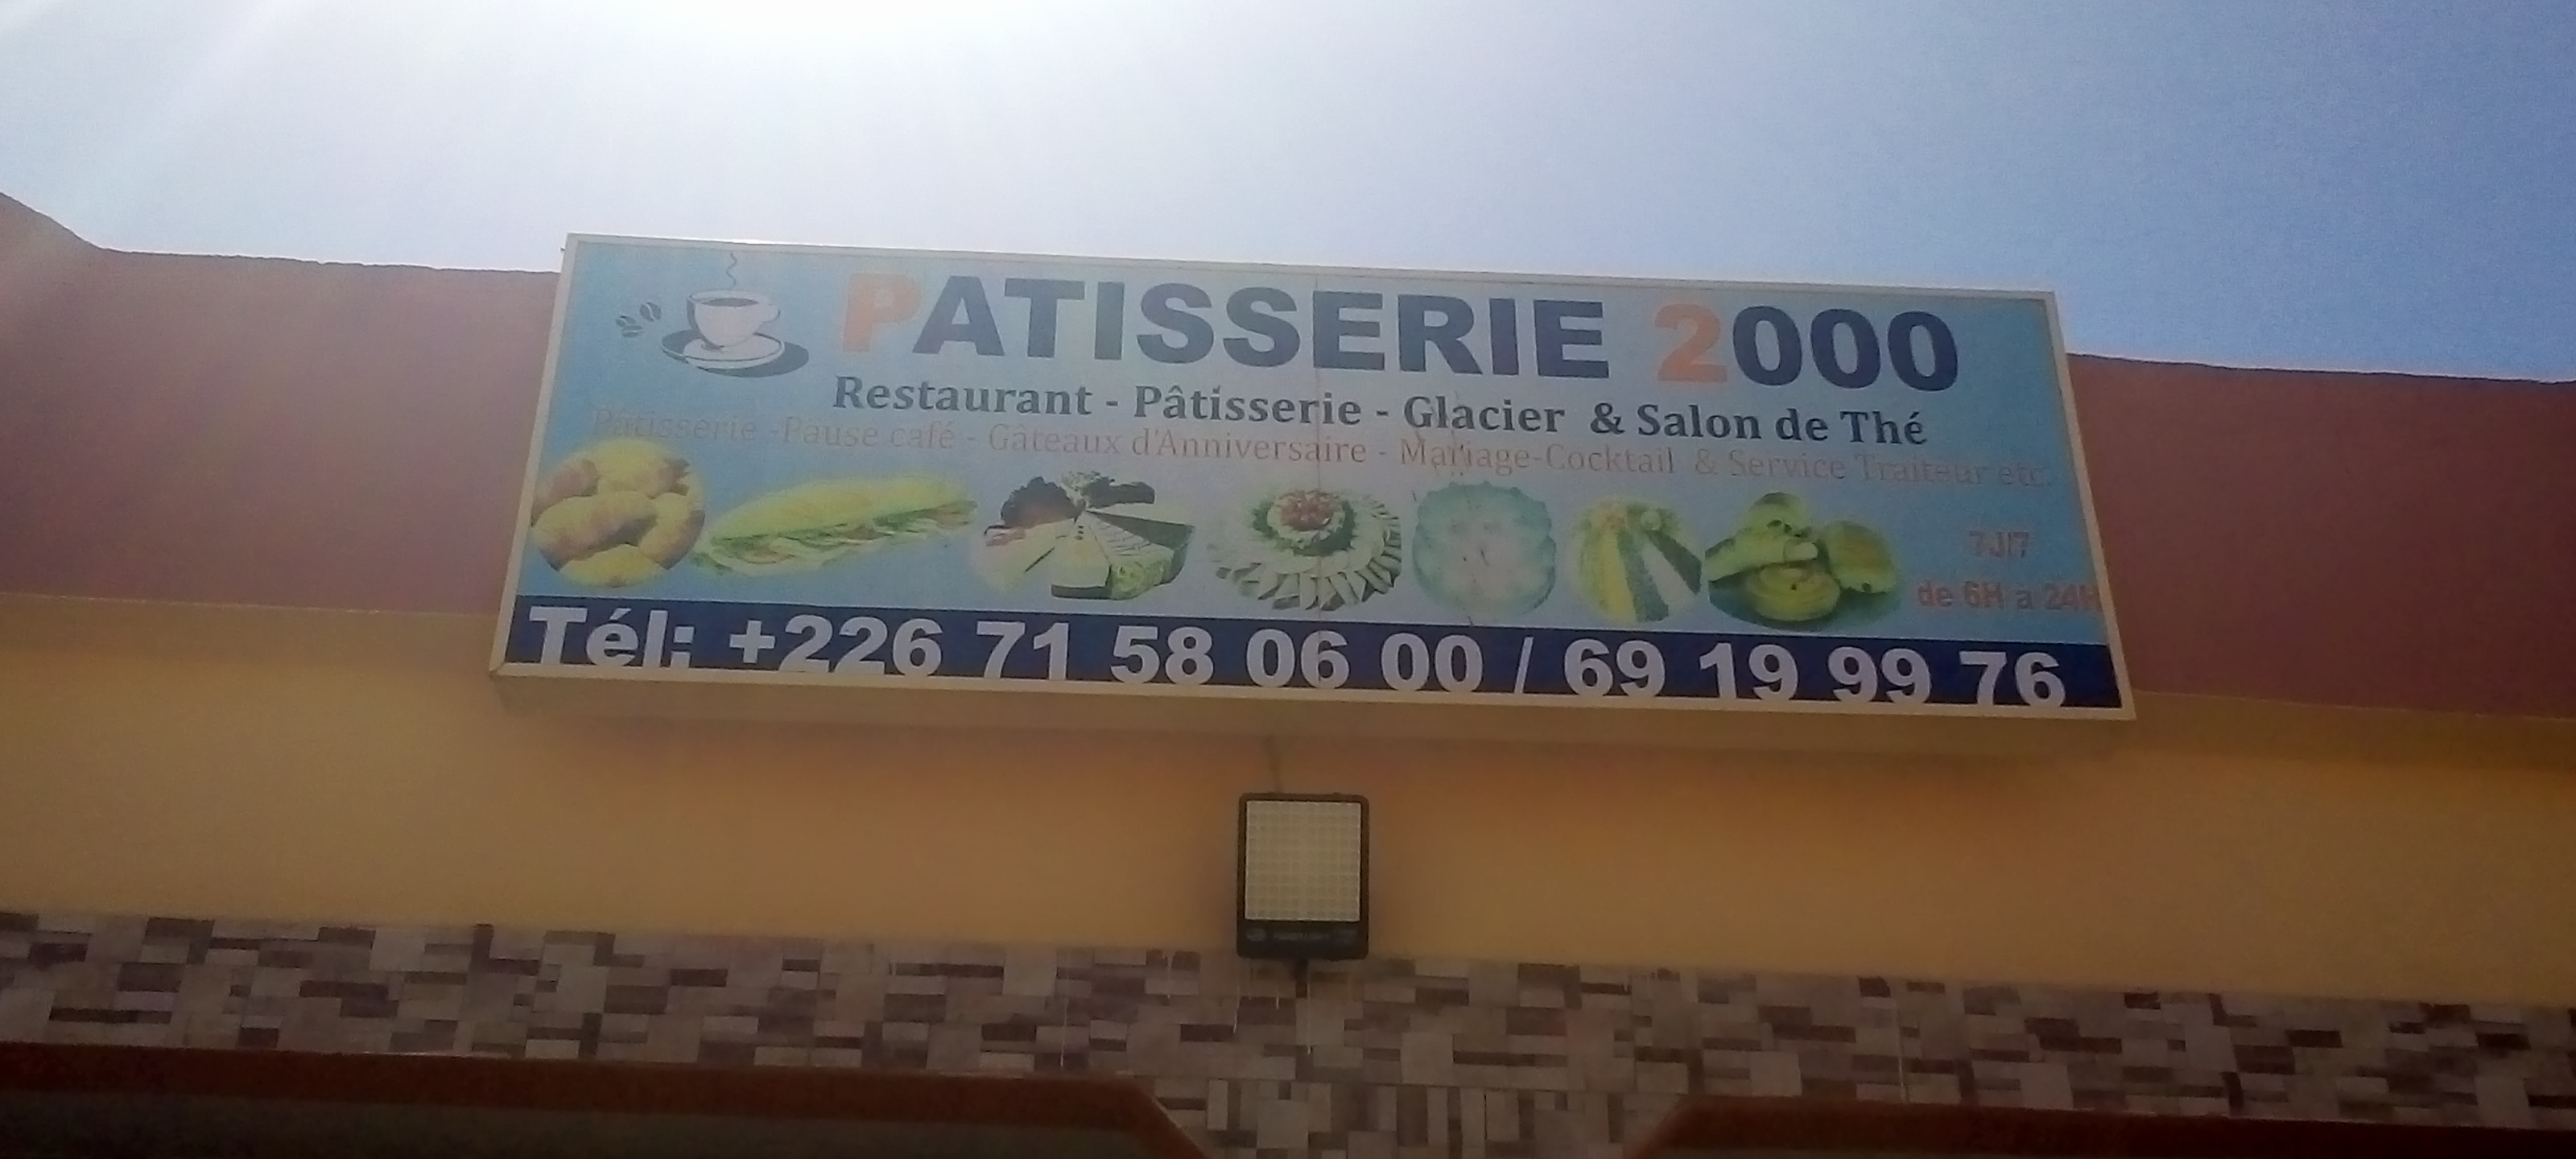 PATISSERIE 2000
Restaurant - Pâtisserie - Glacier & Salon de Thé
Pâtisserie -Pause café - Gâteaux d'Anniversaire - Mariage-Cocktail & Service Traiteur etc.
7J/7
de 6H a 24H
Tél: +226 71 58 06 00 / 69 19 99 76